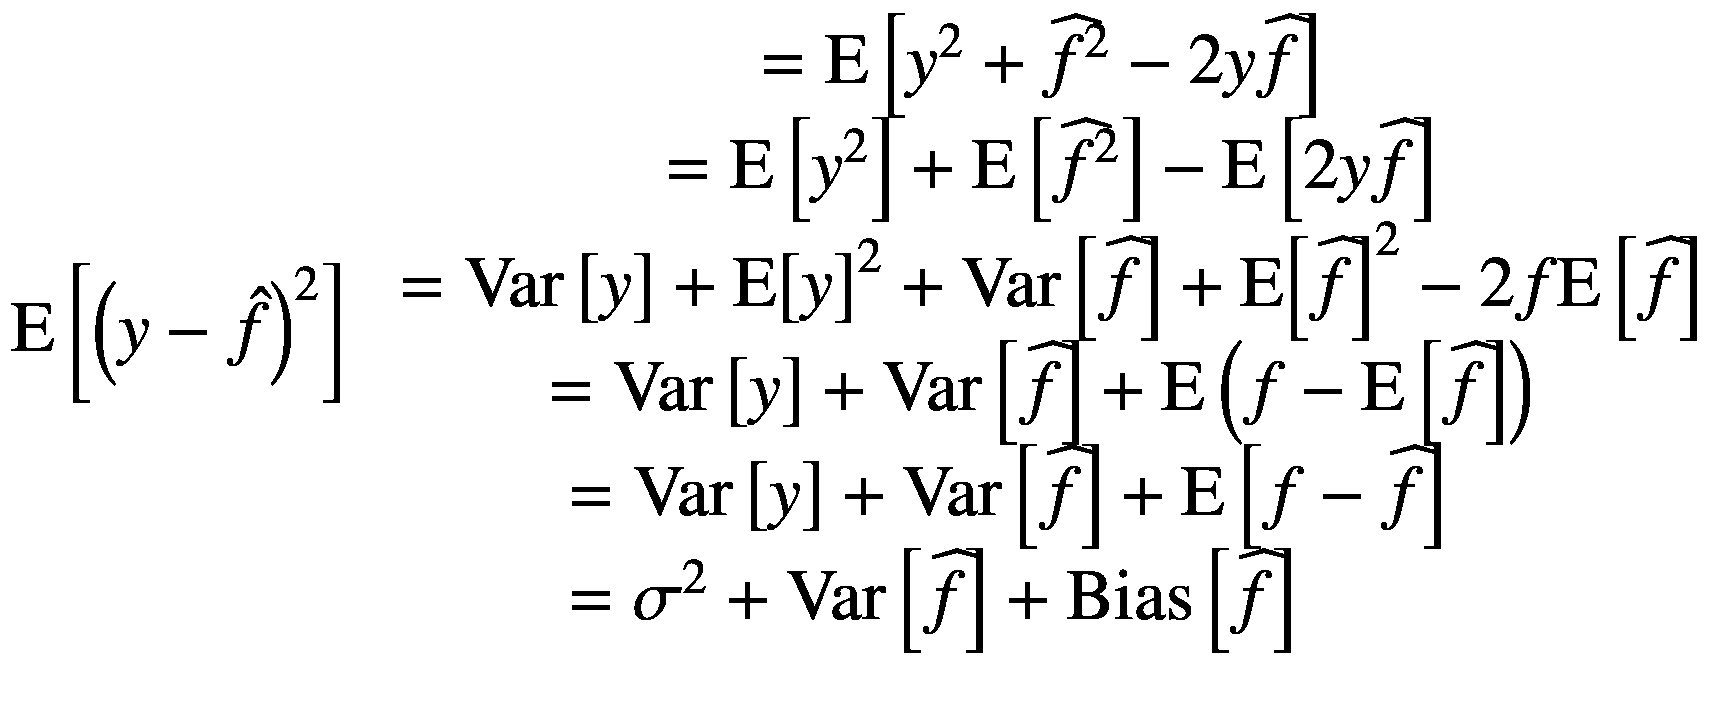 = E [y² + f̂² − 2yf̂]
= E [y²] + E [f̂²] − E [2yf̂]
E [(y − f̂)²] = Var [y] + E[y]² + Var [f̂] + E[f̂]² − 2fE [f̂]
= Var [y] + Var [f̂] + E (f − E [f̂])
= Var [y] + Var [f̂] + E [f − f̂]
= σ² + Var [f̂] + Bias [f̂]